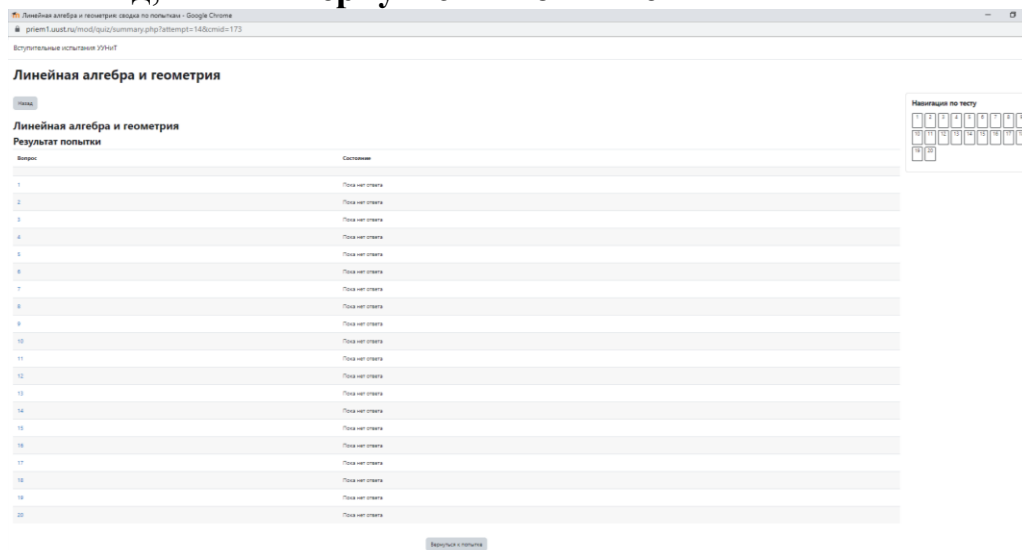 Линейная алгебра и геометрия: сводка по попыткам - Google Chrome
priem1.uust.ru/mod/quiz/summary.php?attempt=14&cmid=173
Вступительные испытания УУНиТ
Линейная алгебра и геометрия
Назад
Линейная алгебра и геометрия
Результат попытки
Вопрос Состояние
1 Пока нет ответа
2 Пока нет ответа
3 Пока нет ответа
4 Пока нет ответа
5 Пока нет ответа
6 Пока нет ответа
7 Пока нет ответа
8 Пока нет ответа
9 Пока нет ответа
10 Пока нет ответа
11 Пока нет ответа
12 Пока нет ответа
13 Пока нет ответа
14 Пока нет ответа
15 Пока нет ответа
16 Пока нет ответа
17 Пока нет ответа
18 Пока нет ответа
19 Пока нет ответа
20 Пока нет ответа
Вернуться к попытке
Навигация по тесту
1 2 3 4 5 6 7 8 9
10 11 12 13 14 15 16 17
19 20